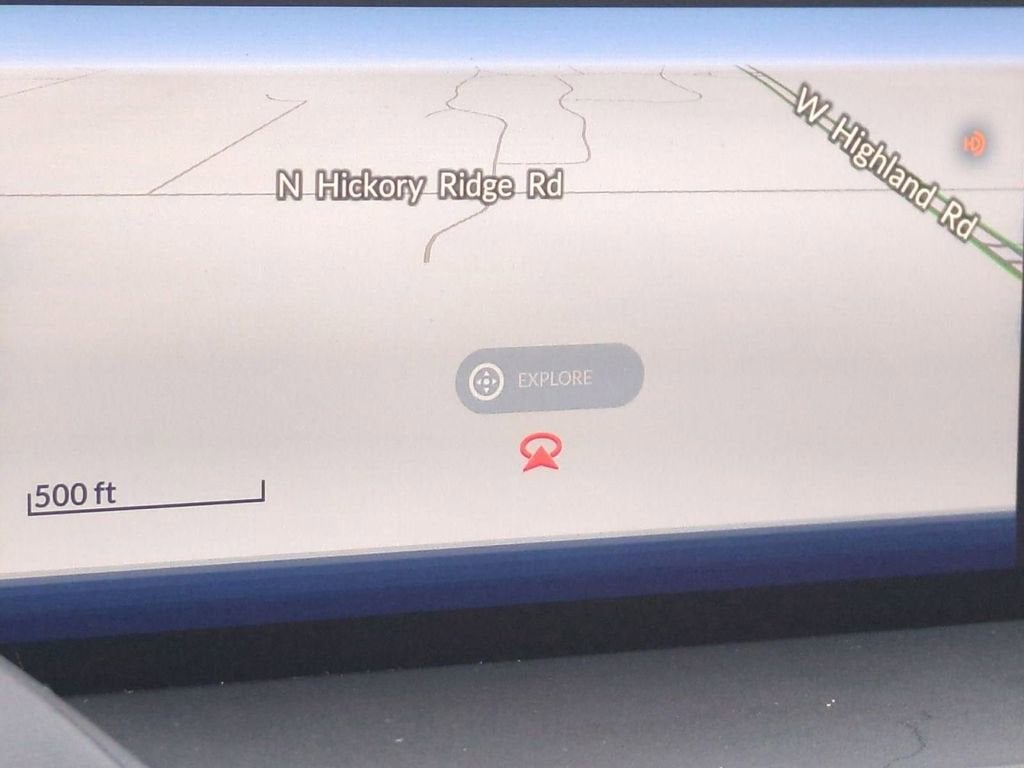 W Highland Rd
N Hickory Ridge Rd
EXPLORE
500 ft